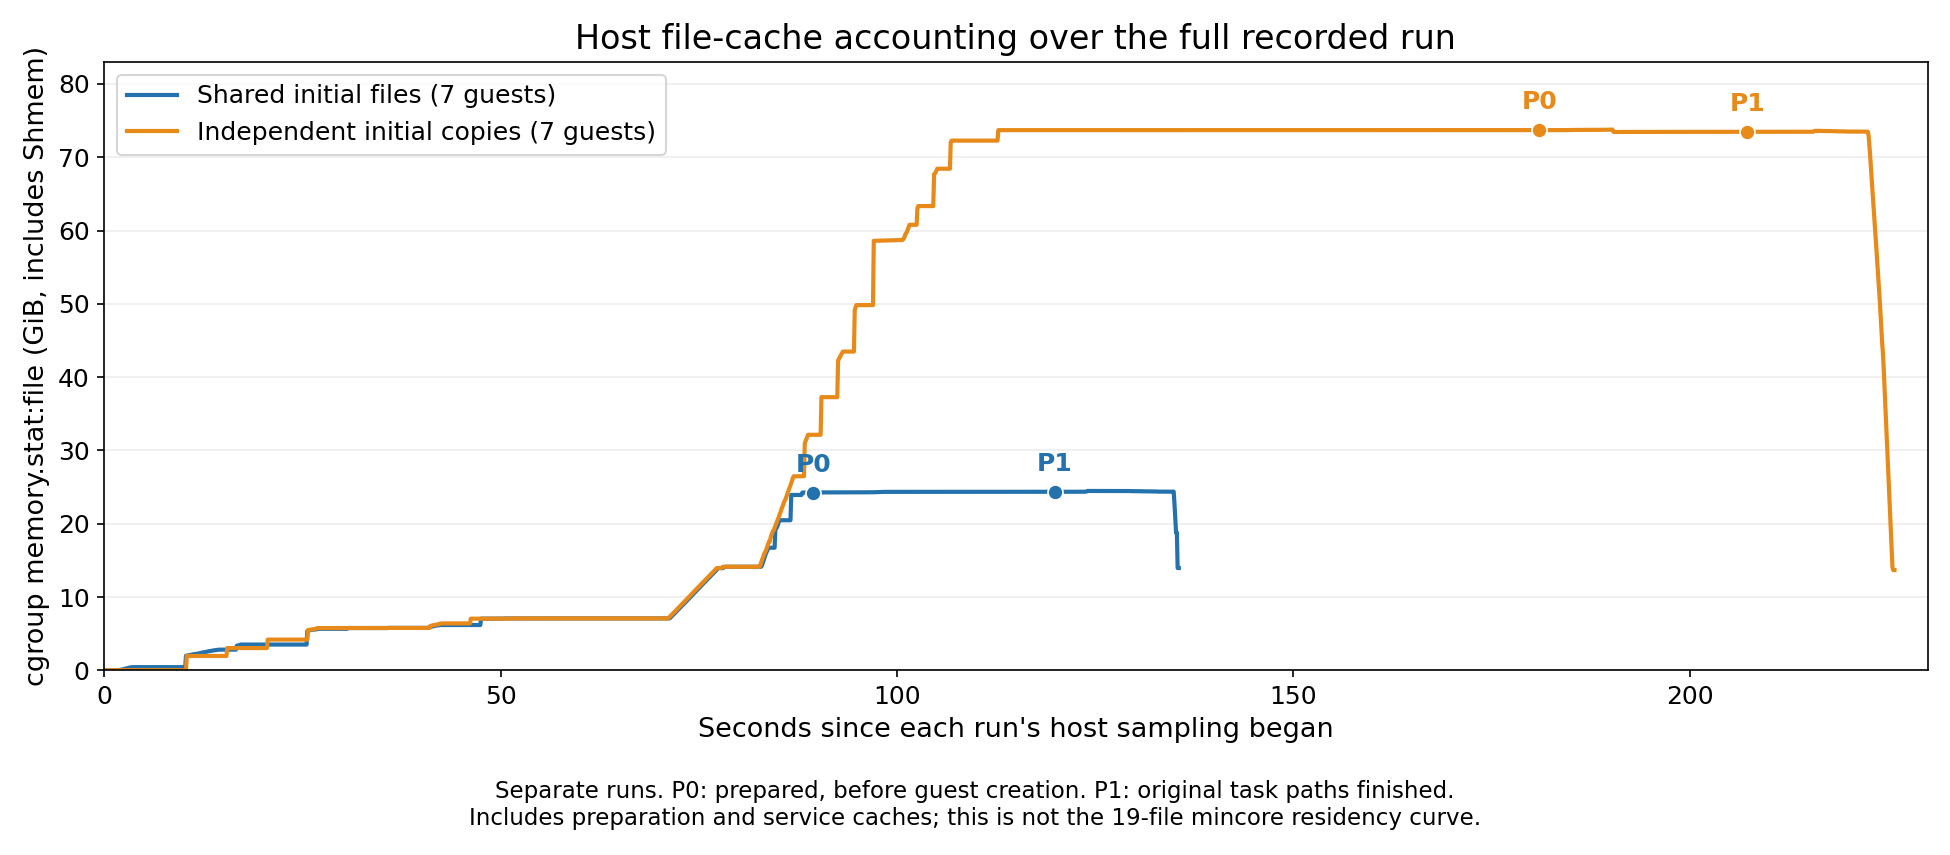 Host file-cache accounting over the full recorded run
cgroup memory.stat:file (GiB, includes Shmem)
80
70
60
50
40
30
20
10
0
Shared initial files (7 guests)
Independent initial copies (7 guests)
P0
P1
P0
P1
0
50
100
150
200
Seconds since each run's host sampling began
Separate runs. P0: prepared, before guest creation. P1: original task paths finished.
Includes preparation and service caches; this is not the 19-file mincore residency curve.